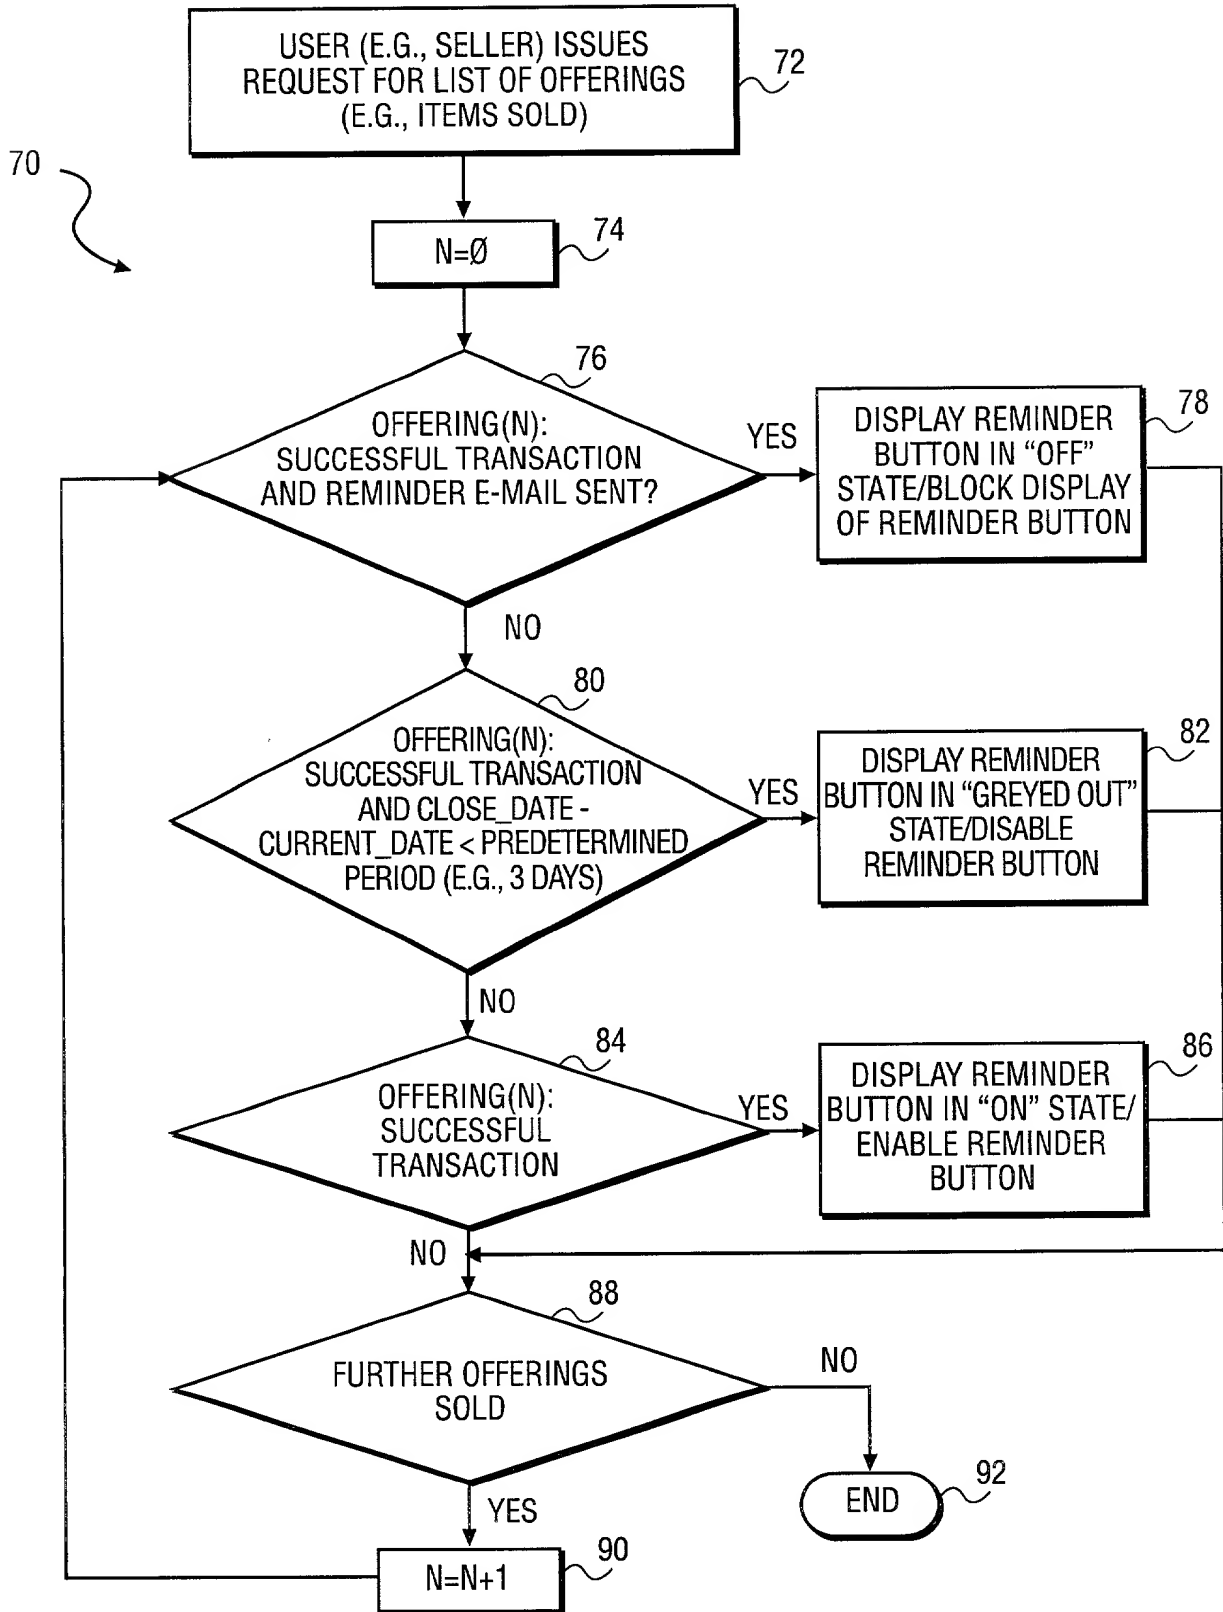 USER (E.G., SELLER) ISSUES
REQUEST FOR LIST OF OFFERINGS
(E.G., ITEMS SOLD)
72
70
N=Ø
74
76
OFFERING(N):
SUCCESSFUL TRANSACTION
AND REMINDER E-MAIL SENT?
YES
DISPLAY REMINDER
BUTTON IN “OFF”
STATE/BLOCK DISPLAY
OF REMINDER BUTTON
78
NO
80
OFFERING(N):
SUCCESSFUL TRANSACTION
AND CLOSE_DATE -
CURRENT_DATE < PREDETERMINED
PERIOD (E.G., 3 DAYS)
YES
DISPLAY REMINDER
BUTTON IN “GREYED OUT”
STATE/DISABLE
REMINDER BUTTON
82
NO
84
OFFERING(N):
SUCCESSFUL
TRANSACTION
YES
DISPLAY REMINDER
BUTTON IN “ON” STATE/
ENABLE REMINDER
BUTTON
86
NO
88
FURTHER OFFERINGS
SOLD
NO
END
92
YES
N=N+1
90